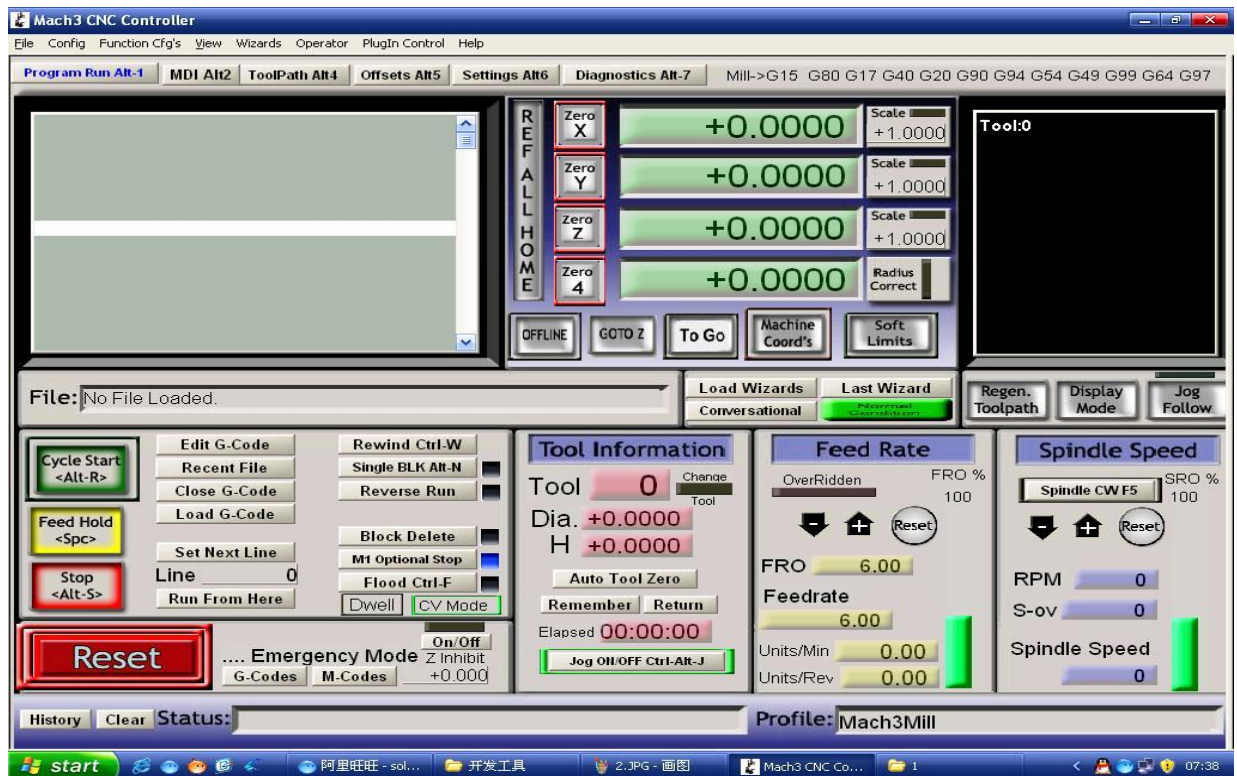 Mach3 CNC Controller
File Config Function Cfg's View Wizards Operator PlugIn Control Help
Program Run Alt-1 MDI Alt2 ToolPath Alt4 Offsets Alt5 Settings Alt6 Diagnostics Alt-7 Mill->G15 G80 G17 G40 G20 G90 G94 G54 G49 G99 G64 G97
REF ALL HOME
Zero X +0.0000 Scale +1.0000
Zero Y +0.0000 Scale +1.0000
Zero Z +0.0000 Scale +1.0000
Zero 4 +0.0000 Radius Correct
OFFLINE GOTO Z To Go Machine Coord's Soft Limits
Tool:0
File: No File Loaded.
Load Wizards Last Wizard
Conversational Normal Condition
Regen. Toolpath Display Mode Jog Follow
Cycle Start <Alt-R>
Feed Hold <Spc>
Stop <Alt-S>
Edit G-Code
Recent File
Close G-Code
Load G-Code
Set Next Line
Line 0
Run From Here
Rewind Ctrl-W
Single BLK Alt-N
Reverse Run
Block Delete
M1 Optional Stop
Flood Ctrl-F
Dwell CV Mode
Reset
.... Emergency Mode
G-Codes M-Codes
On/Off
Z Inhibit
+0.000
Tool Information
Tool 0 Change Tool
Dia. +0.0000
H +0.0000
Auto Tool Zero
Remember Return
Elapsed 00:00:00
Jog ON/OFF Ctrl-Alt-J
Feed Rate
OverRidden FRO %
100
Reset
FRO 6.00
Feedrate
6.00
Units/Min 0.00
Units/Rev 0.00
Spindle Speed
Spindle CW F5 SRO %
100
Reset
RPM 0
S-ov 0
Spindle Speed
0
History Clear Status:
Profile: Mach3Mill
start 阿里旺旺 - sol... 开发工具 2.JPG - 画图 Mach3 CNC Co... 1 07:38